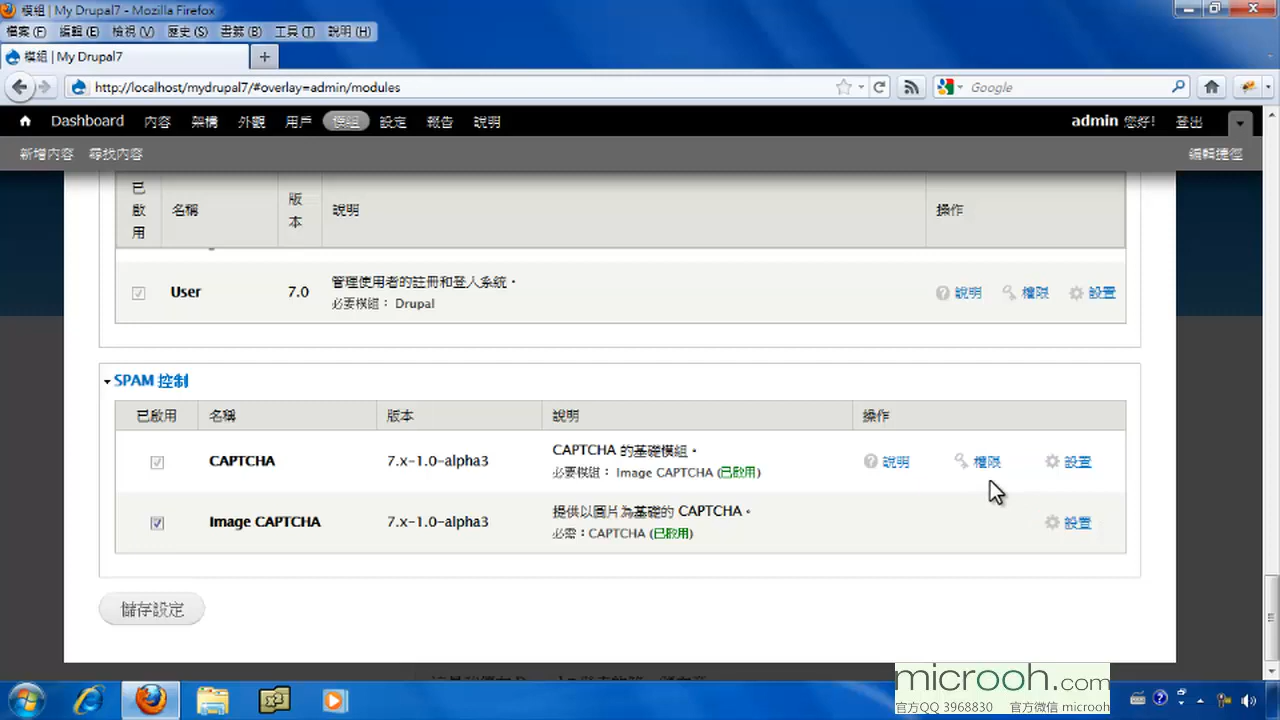 模組 | My Drupal7 - Mozilla Firefox
檔案(F) 編輯(E) 檢視(V) 歷史(S) 書籤(B) 工具(T) 說明(H)
模組 | My Drupal7
http://localhost/mydrupal7/#overlay=admin/modules
Google
Dashboard 內容 架構 外觀 用戶 模組 設定 報告 說明 admin 您好! 登出
新增內容 尋找內容 編輯捷徑
已啟用 名稱 版本 說明 操作
User 7.0 管理使用者的註冊和登入系統。 說明 權限 設置
必要模組： Drupal
SPAM 控制
已啟用 名稱 版本 說明 操作
CAPTCHA 7.x-1.0-alpha3 CAPTCHA 的基礎模組。 說明 權限 設置
必要模組： Image CAPTCHA (已啟用)
Image CAPTCHA 7.x-1.0-alpha3 提供以圖片為基礎的 CAPTCHA。 設置
必需：CAPTCHA (已啟用)
儲存設定
microoh.com
官方QQ 3968830 官方微信 microoh